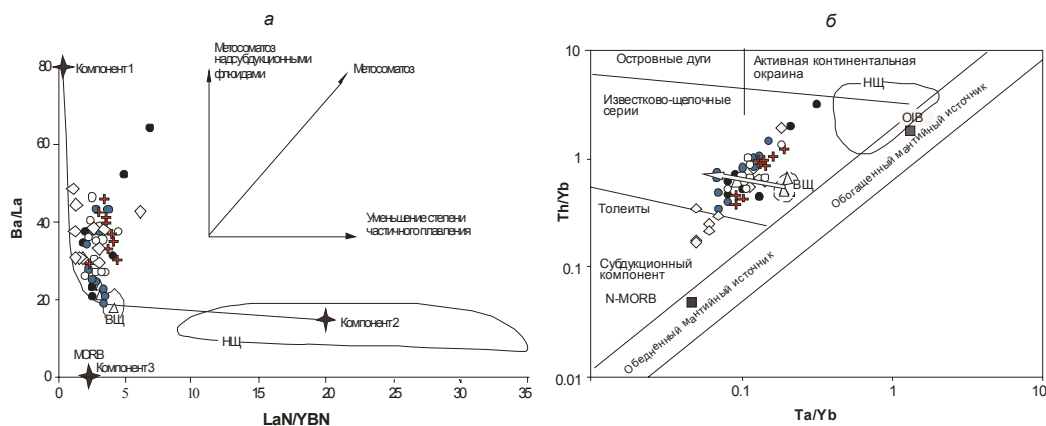 а
Метосоматоз
надсубдукционными
флюидами
Метосоматоз
80
Компонент1
60
Ba/La
40
Уменьшение степени
частичного плавления
20
ВЩ
Компонент2
НЩ
MORB
Компонент3
0
0
5
10
15
20
25
30
35
LaN/YBN
б
10
Островные дуги
Активная континентальная
окраина
НЩ
Известково-щелочные
серии
OIB
1
Th/Yb
ВЩ
Обогащенный мантийный источник
Толеиты
0.1
Субдукционный
компонент
N-MORB
Обедненный мантийный источник
0.01
0.1
1
10
Ta/Yb